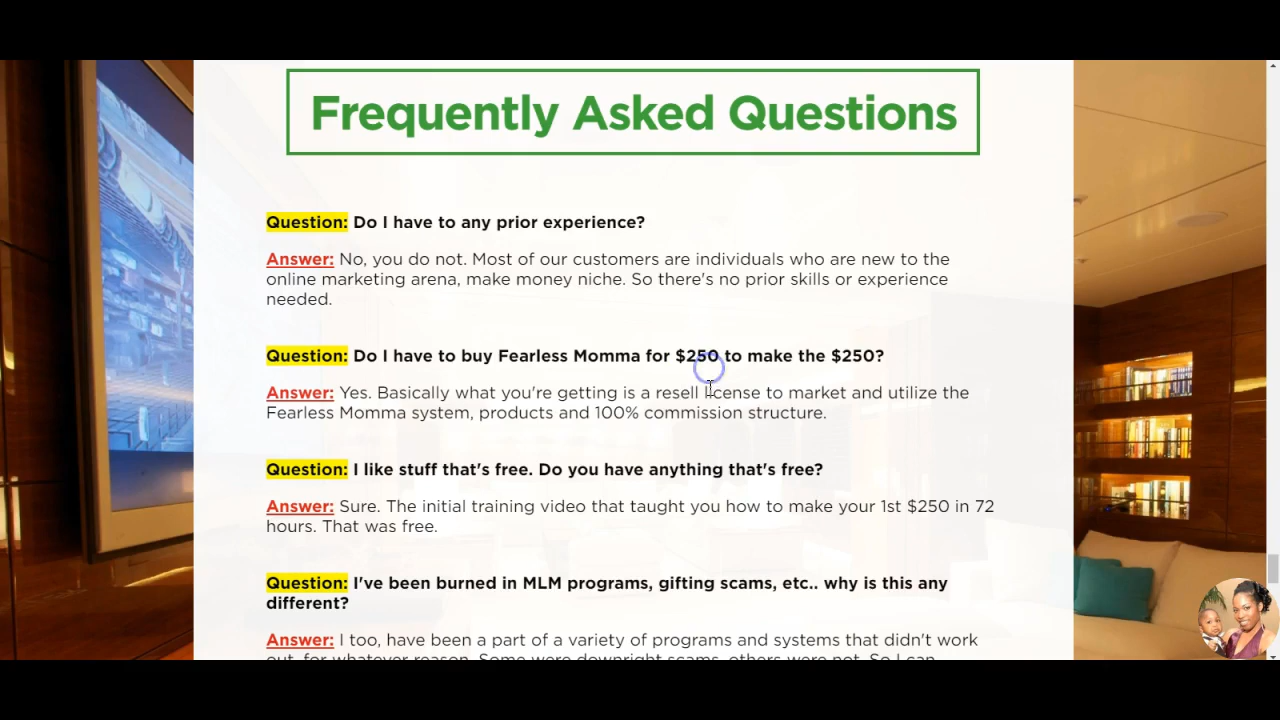 Frequently Asked Questions
Question: Do I have to any prior experience?
Answer: No, you do not. Most of our customers are individuals who are new to the
online marketing arena, make money niche. So there's no prior skills or experience
needed.
Question: Do I have to buy Fearless Momma for $250 to make the $250?
Answer: Yes. Basically what you're getting is a resell license to market and utilize the
Fearless Momma system, products and 100% commission structure.
Question: I like stuff that's free. Do you have anything that's free?
Answer: Sure. The initial training video that taught you how to make your 1st $250 in 72
hours. That was free.
Question: I've been burned in MLM programs, gifting scams, etc.. why is this any
different?
Answer: I too, have been a part of a variety of programs and systems that didn't work
out, for whatever reason. Some were downright scams, others were not. So I can